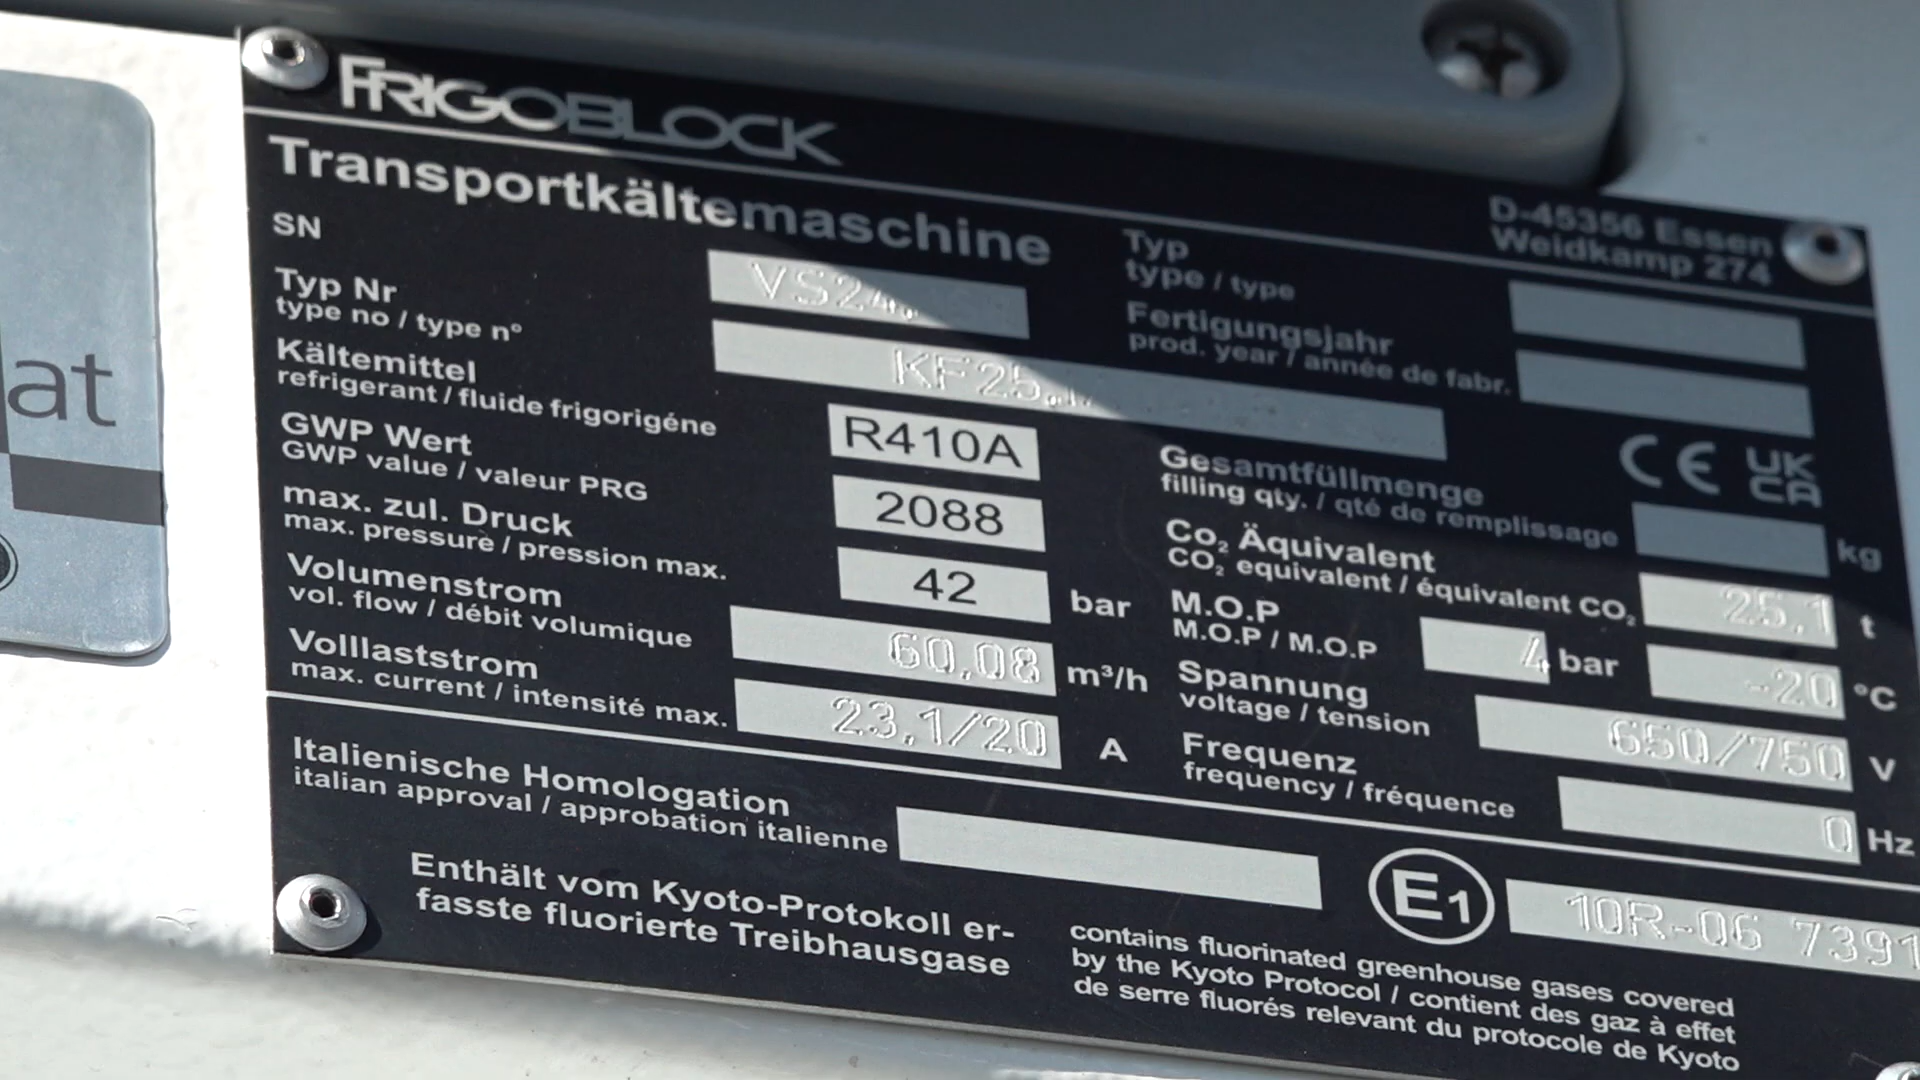 at
FRIGOBLOCK
D-45356 Essen
Weidkamp 274
Transportkältemaschine
SN
Typ
type / type
Typ Nr
type no / type n°
Fertigungsjahr
prod. year / année de fabr.
Kältemittel
refrigerant / fluide frigorigéne
R410A
CE
UK
CA
GWP Wert
GWP value / valeur PRG
2088
Gesamtfüllmenge
filling qty. / qté de remplissage
kg
max. zul. Druck
max. pressure / pression max.
42
bar
Co₂ Äquivalent
CO₂ equivalent / équivalent CO₂
25,1
t
Volumenstrom
vol. flow / débit volumique
60,08
m³/h
M.O.P
M.O.P / M.O.P
4
bar
-20
°C
Volllaststrom
max. current / intensité max.
23,1/20
A
Spannung
voltage / tension
650/750
V
Frequenz
frequency / fréquence
0
Hz
Italienische Homologation
italian approval / approbation italienne
E1
10R-06 7391
Enthält vom Kyoto-Protokoll er-
fasste fluorierte Treibhausgase
contains fluorinated greenhouse gases covered
by the Kyoto Protocol / contient des gaz à effet
de serre fluorés relevant du protocole de Kyoto